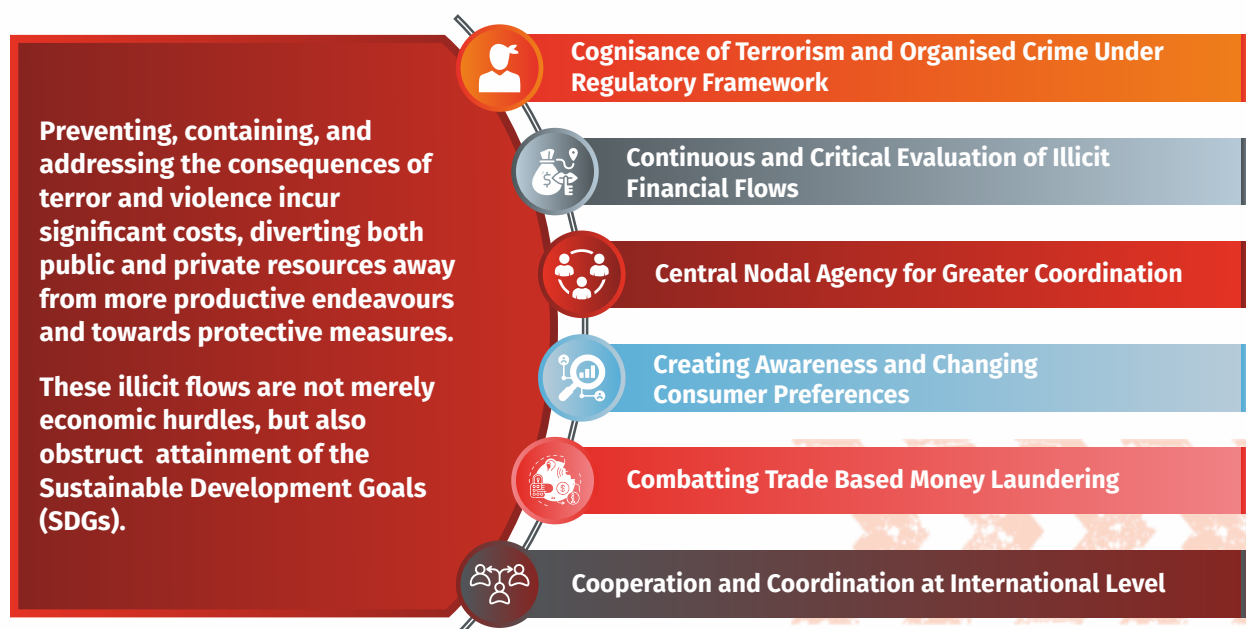 Preventing, containing, and
addressing the consequences of
terror and violence incur
significant costs, diverting both
public and private resources away
from more productive endeavours
and towards protective measures.
These illicit flows are not merely
economic hurdles, but also
obstruct attainment of the
Sustainable Development Goals
(SDGs).
Cognisance of Terrorism and Organised Crime Under
Regulatory Framework
Continuous and Critical Evaluation of Illicit
Financial Flows
Central Nodal Agency for Greater Coordination
Creating Awareness and Changing
Consumer Preferences
Combatting Trade Based Money Laundering
Cooperation and Coordination at International Level